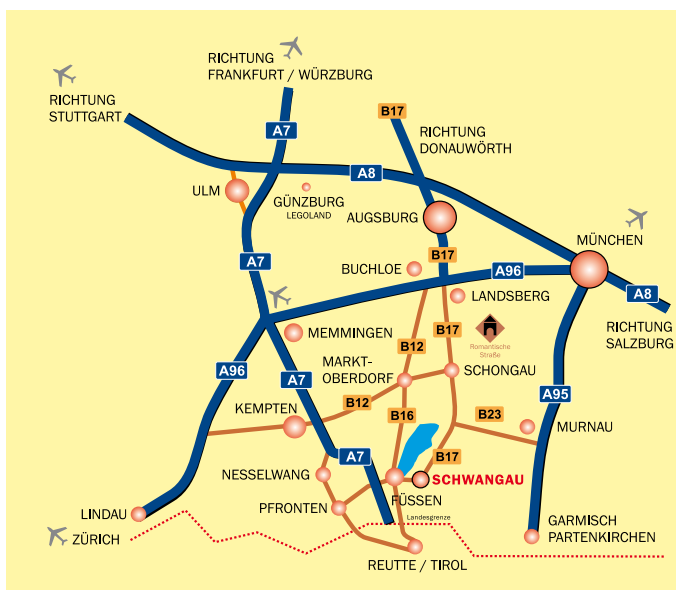 RICHTUNG
FRANKFURT / WÜRZBURG
RICHTUNG
STUTTGART
B17
A7
RICHTUNG
DONAUWÖRTH
A8
ULM
GÜNZBURG
LEGOLAND
AUGSBURG
MÜNCHEN
A7
B17
BUCHLOE
A96
A8
LANDSBERG
RICHTUNG
SALZBURG
MEMMINGEN
B12
B17
Romantische
Straße
MARKT-
OBERDORF
SCHONGAU
A96
A7
A95
KEMPTEN
B12
B16
B23
MURNAU
A7
B17
NESSELWANG
SCHWANGAU
FÜSSEN
PFRONTEN
Landesgrenze
LINDAU
ZÜRICH
GARMISCH
PARTENKIRCHEN
REUTTE / TIROL